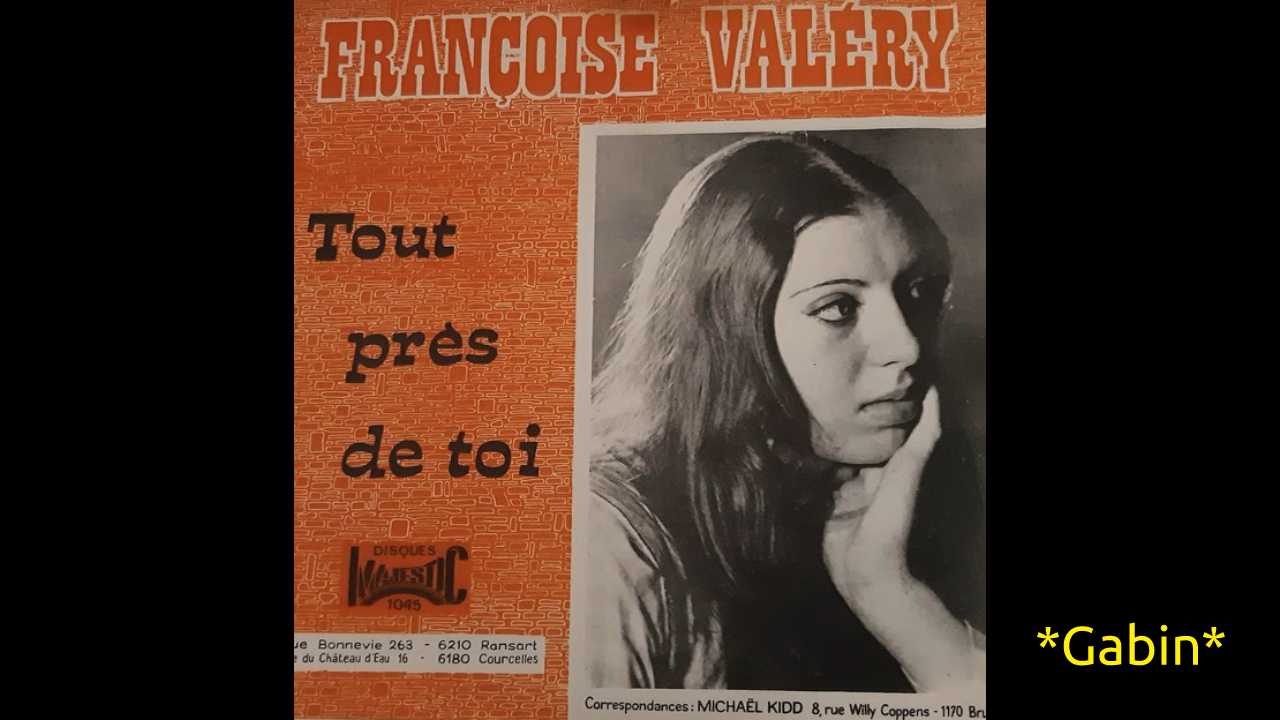 FRANÇOISE VALÉRY
Tout
près
de toi
DISQUES
MAJESTIC
1045
Bonnevie 263 - 6210 Ransart
du Château d'Eau 16 - 6180 Courcelles
Correspondances: MICHAËL KIDD 8, rue Willy Coppens - 1170
*Gabin*